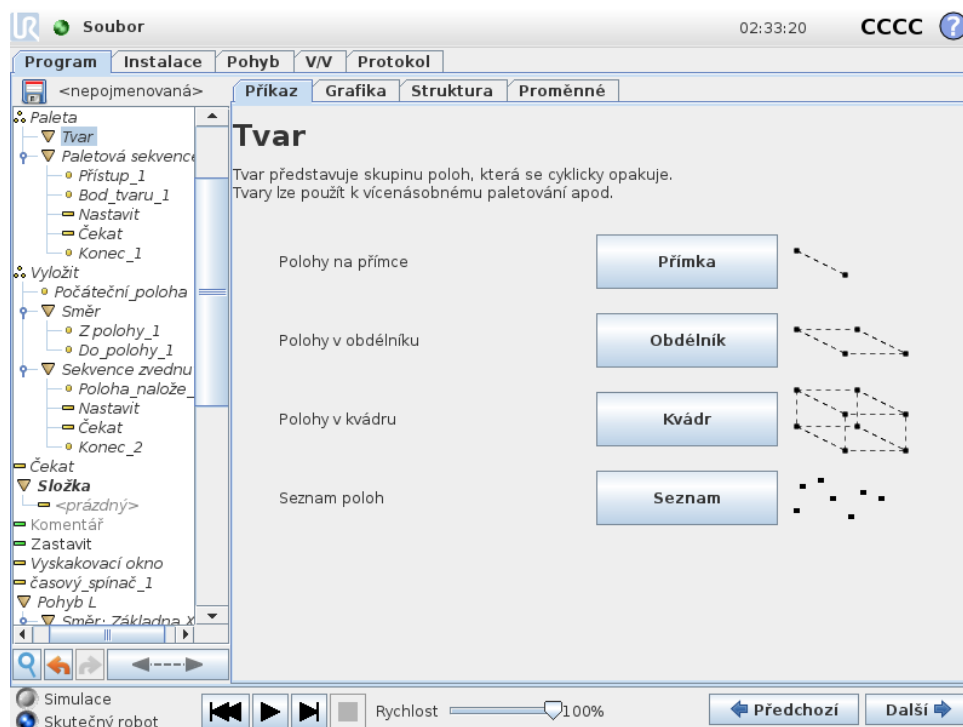 UR Soubor 02:33:20 CCCC ?
Program Instalace Pohyb V/V Protokol
<nepojmenovaná> Příkaz Grafika Struktura Proměnné
Paleta
Tvar
Paletová sekvence
Přístup_1
Bod_tvaru_1
Nastavit
Čekat
Konec_1
Vyložit
Počáteční_poloha
Směr
Z polohy_1
Do_polohy_1
Sekvence zvednu
Poloha_nalože_
Nastavit
Čekat
Konec_2
Čekat
Složka
<prázdný>
Komentář
Zastavit
Vyskakovací okno
časový_spínač_1
Pohyb L
Směr: Základna X
Tvar
Tvar představuje skupinu poloh, která se cyklicky opakuje.
Tvary lze použít k vícenásobnému paletování apod.
Polohy na přímce Přímka
Polohy v obdélníku Obdélník
Polohy v kvádru Kvádr
Seznam poloh Seznam
Simulace
Skutečný robot
Rychlost 100%
Předchozí Další